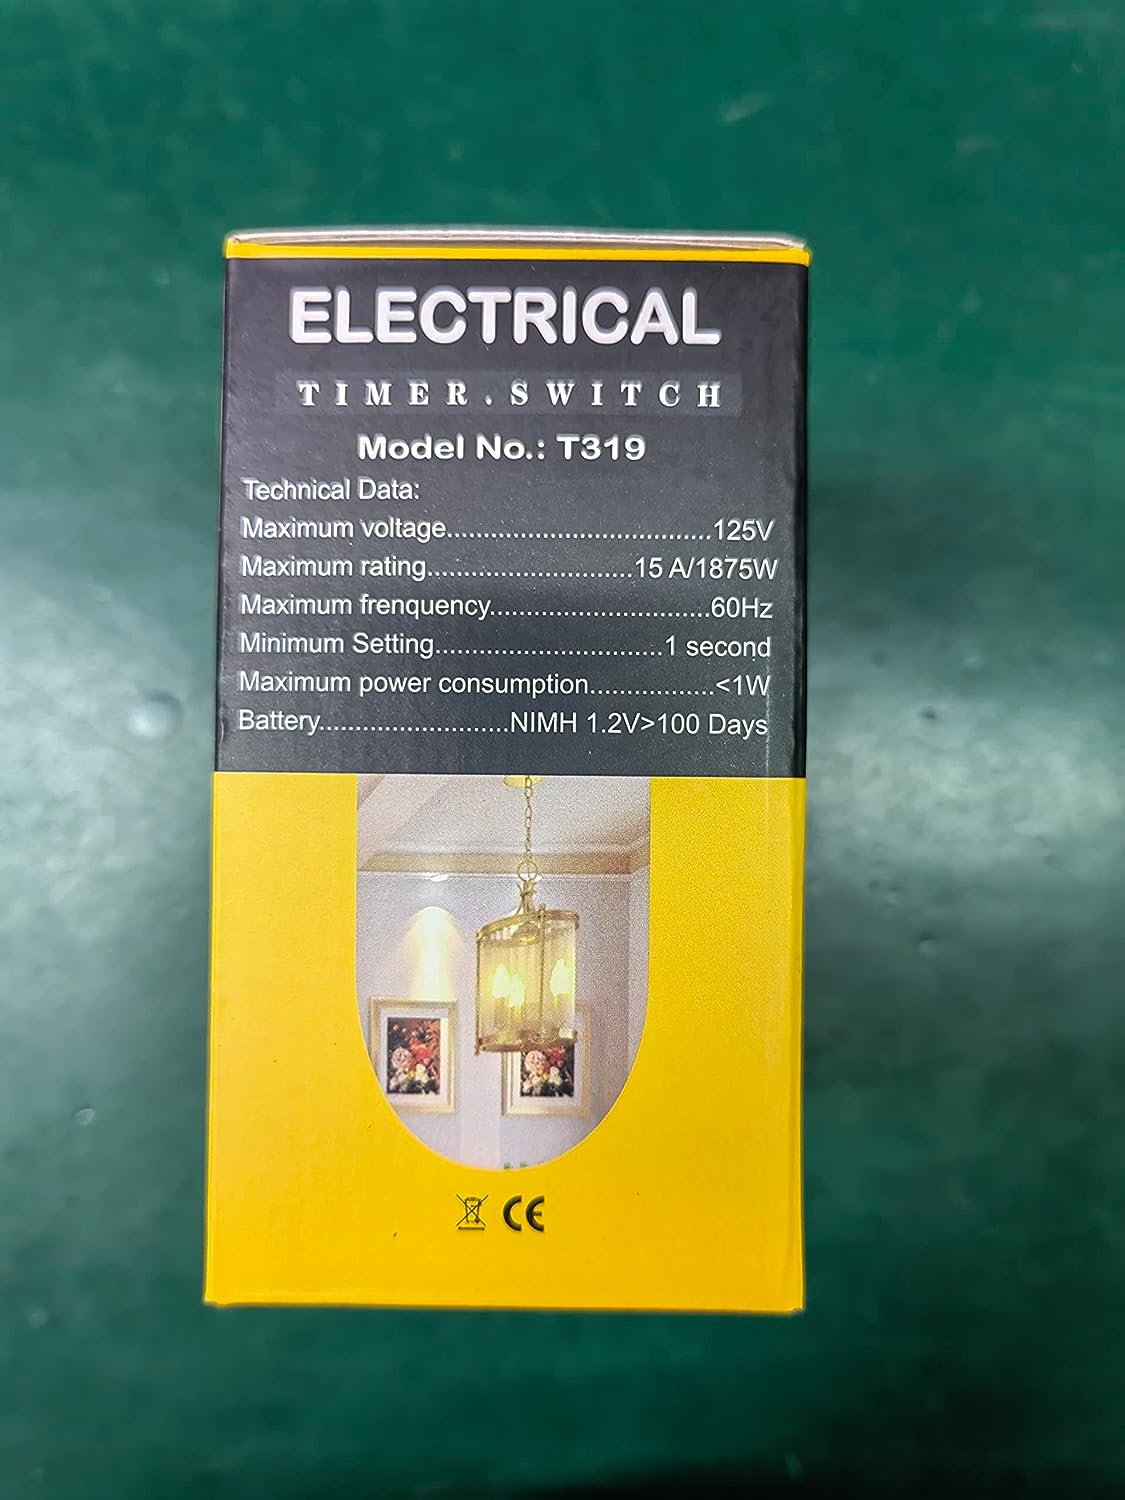 ELECTRICAL
TIMER.SWITCH
Model No.: T319
Technical Data:
Maximum voltage...................................125V
Maximum rating...........................15 A/1875W
Maximum frenquency.............................60Hz
Minimum Setting..............................1 second
Maximum power consumption.................<1W
Battery..........................NIMH 1.2V>100 Days
CE